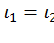 ι₁ = ι₂